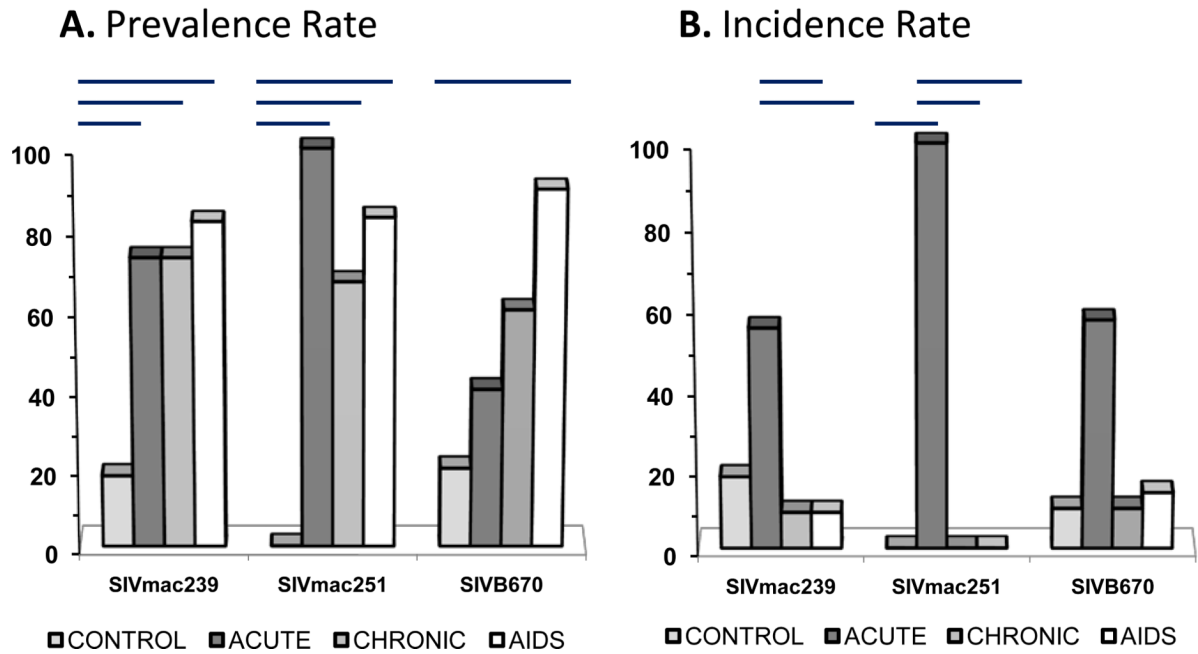 A. Prevalence Rate
100
80
60
40
20
0
SIVmac239 SIVmac251 SIVB670
CONTROL ACUTE CHRONIC AIDS
B. Incidence Rate
100
80
60
40
20
0
SIVmac239 SIVmac251 SIVB670
CONTROL ACUTE CHRONIC AIDS